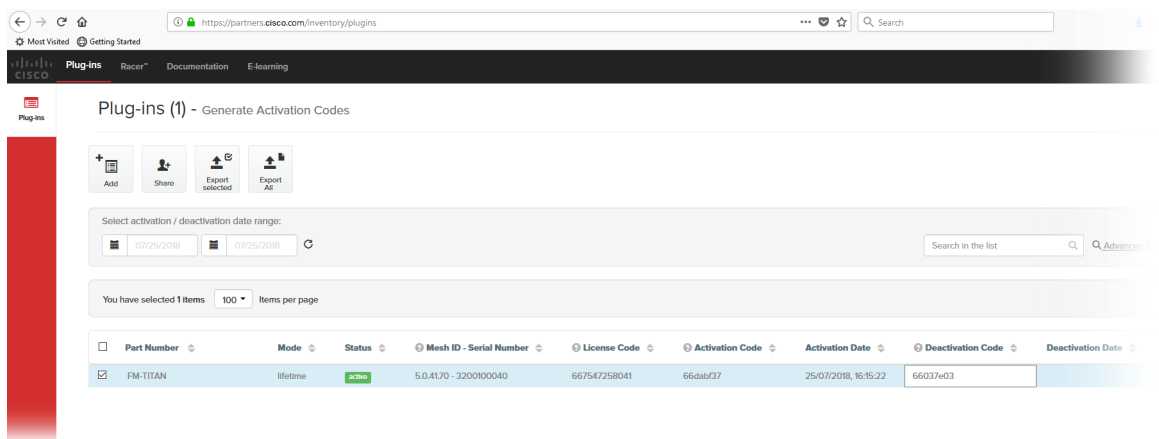 https://partners.cisco.com/inventory/plugins
Search
Most Visited Getting Started
CISCO Plug-ins Racer™ Documentation E-learning
Plug-ins
Plug-ins (1) - Generate Activation Codes
Add Share Export selected Export All
Select activation / deactivation date range:
07/25/2018 07/25/2018 Search in the list Advanced
You have selected 1 items 100 Items per page
Part Number Mode Status Mesh ID - Serial Number License Code Activation Code Activation Date Deactivation Code Deactivation Date
FM-TITAN lifetime active 5.0.41.70 - 3200100040 667547258041 66dabf37 25/07/2018, 16:15:22 66037e03